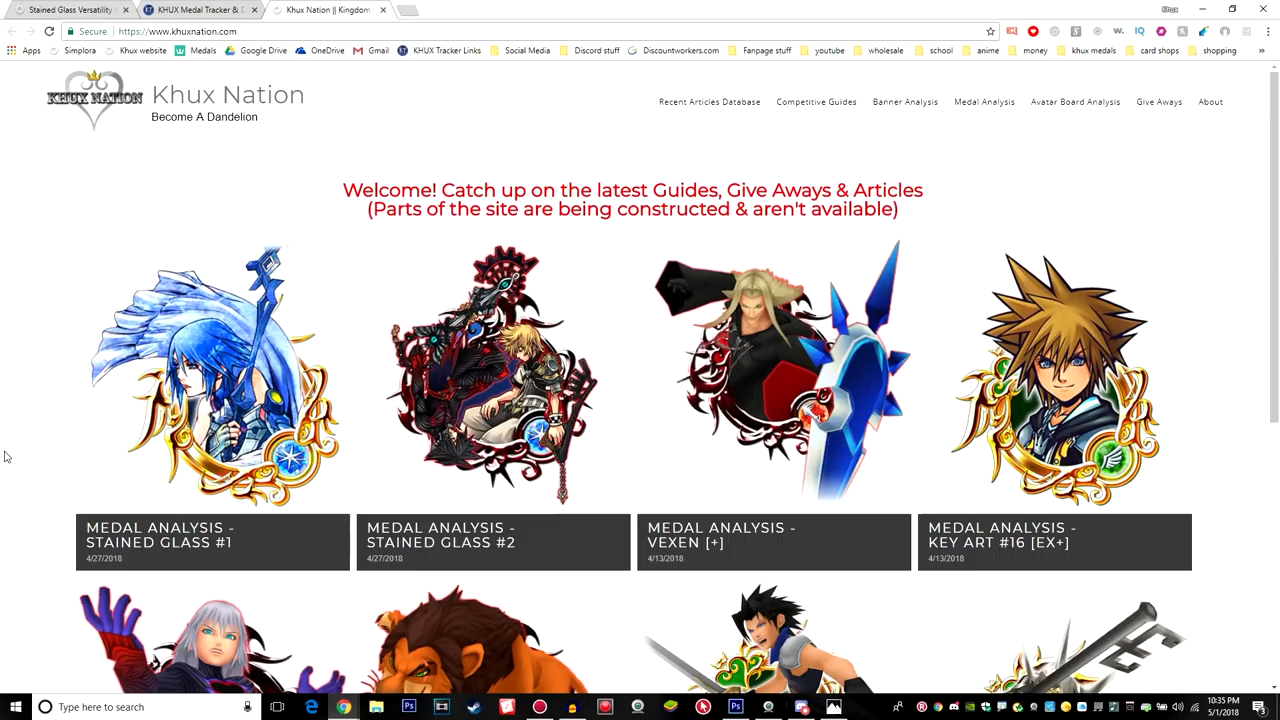 Stained Glass Versatility
KHUX Medal Tracker & D
Khux Nation || Kingdom
Khux
Secure
https://www.khuxnation.com
Apps
Simplora
Khux website
Medals
Google Drive
OneDrive
Gmail
KHUX Tracker Links
Social Media
Discord stuff
Discountworkers.com
Fanpage stuff
youtube
wholesale
school
anime
money
khux medals
card shops
shopping
KHUX NATION
Khux Nation
Become A Dandelion
Recent Articles Database
Competitive Guides
Banner Analysis
Medal Analysis
Avatar Board Analysis
Give Aways
About
Welcome! Catch up on the latest Guides, Give Aways & Articles
(Parts of the site are being constructed & aren't available)
MEDAL ANALYSIS -
STAINED GLASS #1
4/27/2018
MEDAL ANALYSIS -
STAINED GLASS #2
4/27/2018
MEDAL ANALYSIS -
VEXEN [+]
4/13/2018
MEDAL ANALYSIS -
KEY ART #16 [EX+]
4/13/2018
Type here to search
10:35 PM
5/1/2018